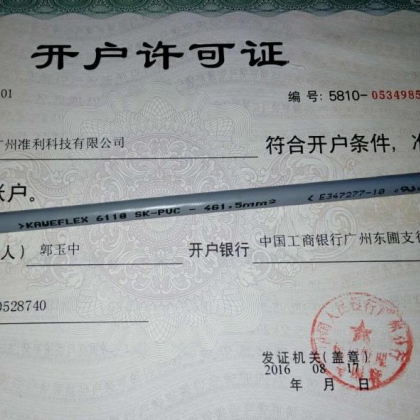 开户许可证
01
编号: 5810-0534985
广州准利科技有限公司
符合开户条件, 准
账户。
>KAWEFLEX 6110 SK-PVC - 4G1,5mm² < E347277-10
人) 郭玉中 开户银行 中国工商银行广州东圃支行
0528740
发证机关(盖章)
2016 08 17
年 月 日